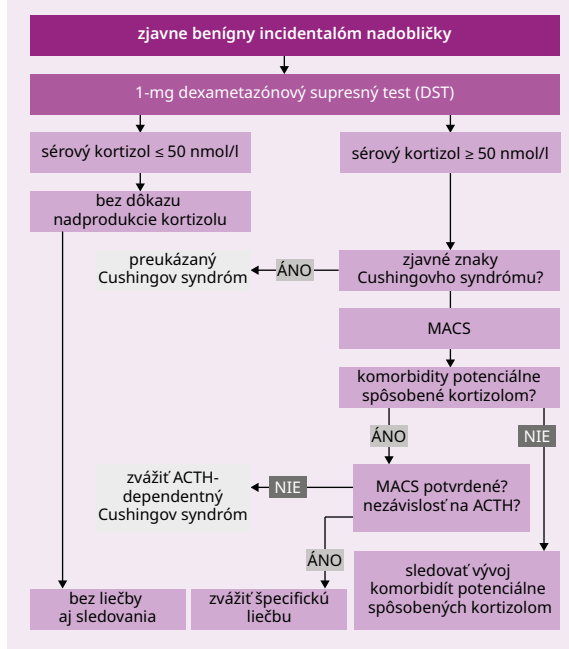 zjavne benígny incidentalóm nadobličky
1-mg dexametazónový supresný test (DST)
sérový kortizol ≤ 50 nmol/l
sérový kortizol ≥ 50 nmol/l
bez dôkazu
nadprodukcie kortizolu
preukázaný
Cushingov syndróm
ÁNO
zjavné znaky
Cushingovho syndrómu?
MACS
komorbidity potenciálne
spôsobené kortizolom?
ÁNO
NIE
zvážiť ACTH-
dependentný
Cushingov syndróm
NIE
MACS potvrdené?
nezávislosť na ACTH?
ÁNO
bez liečby
aj sledovania
zvážiť špecifickú
liečbu
sledovať vývoj
komorbidít potenciálne
spôsobených kortizolom